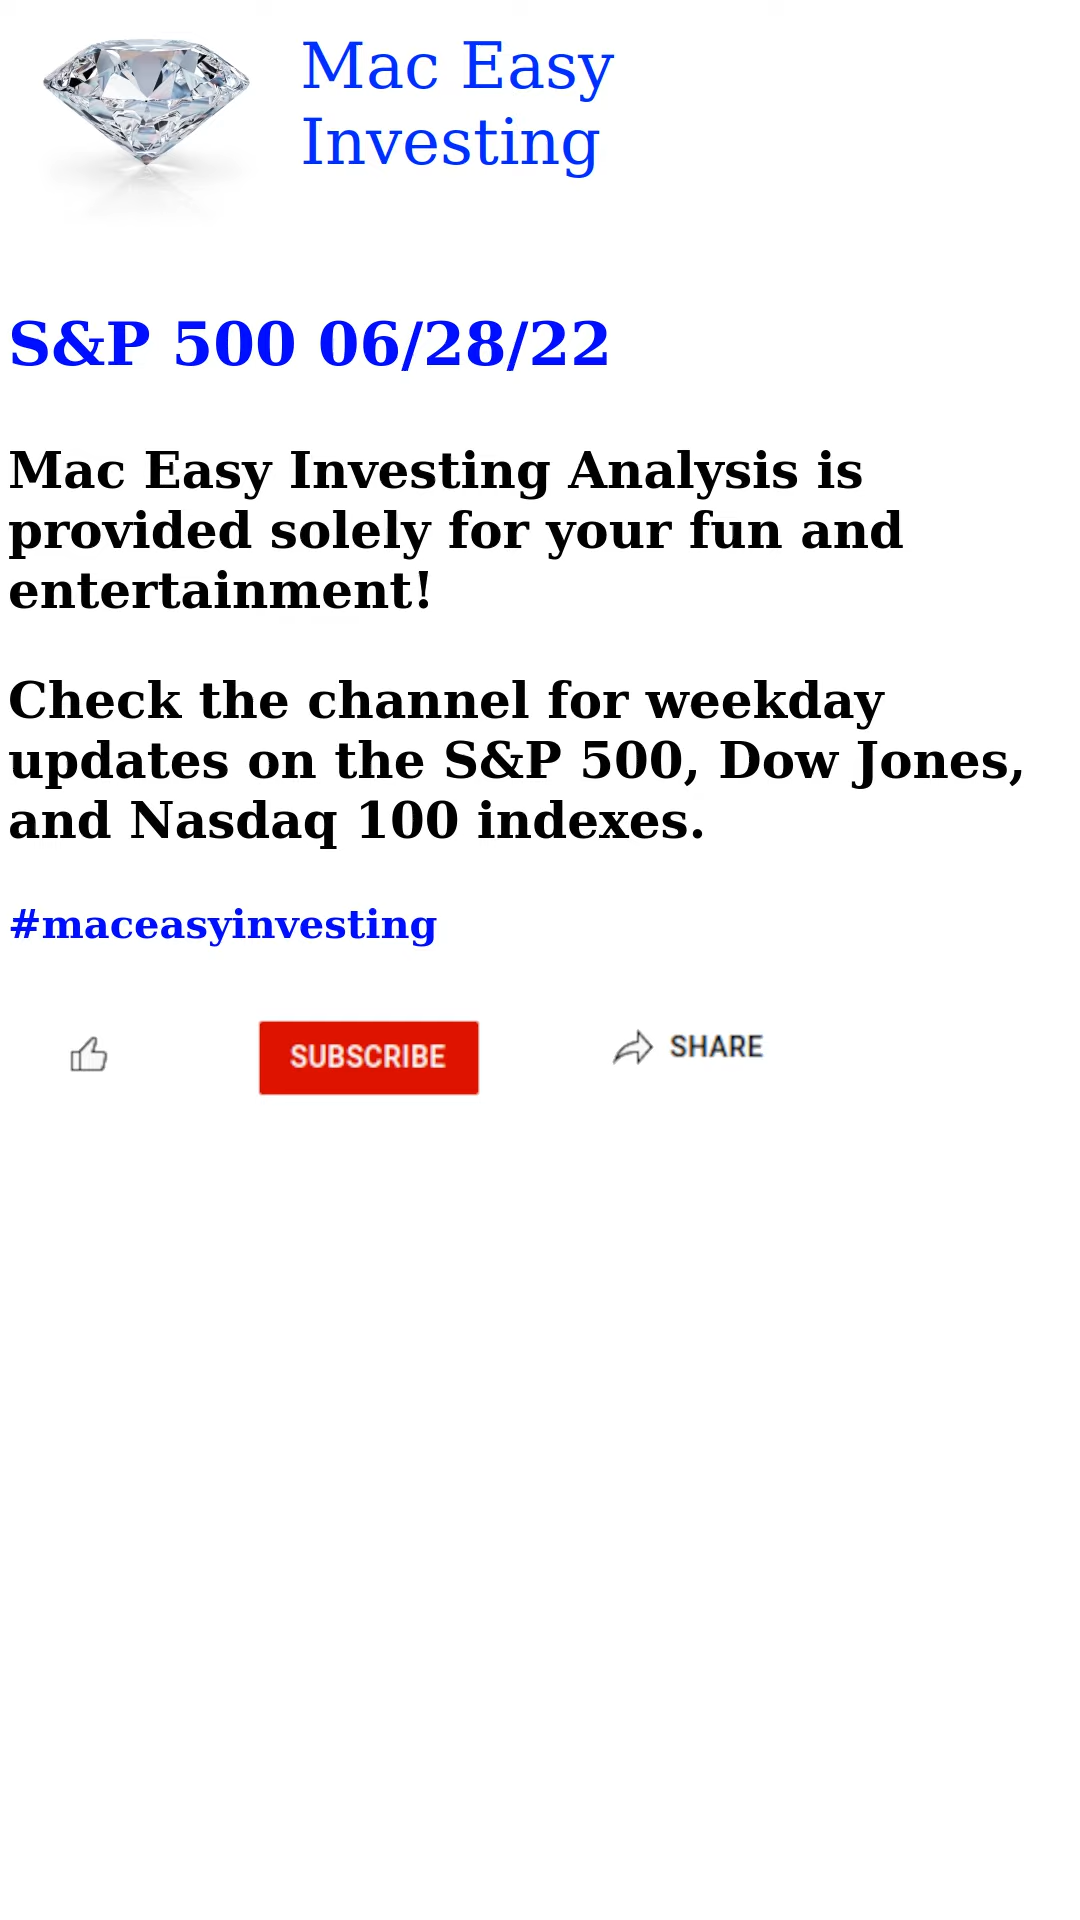 Mac Easy
Investing
S&P 500 06/28/22
Mac Easy Investing Analysis is
provided solely for your fun and
entertainment!
Check the channel for weekday
updates on the S&P 500, Dow Jones,
and Nasdaq 100 indexes.
#maceasyinvesting
SUBSCRIBE
SHARE